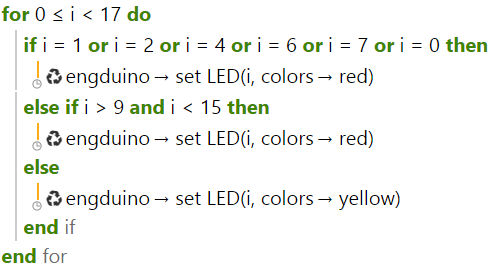 for 0 ≤ i < 17 do
if i = 1 or i = 2 or i = 4 or i = 6 or i = 7 or i = 0 then
engduino → set LED(i, colors → red)
else if i > 9 and i < 15 then
engduino → set LED(i, colors → red)
else
engduino → set LED(i, colors → yellow)
end if
end for